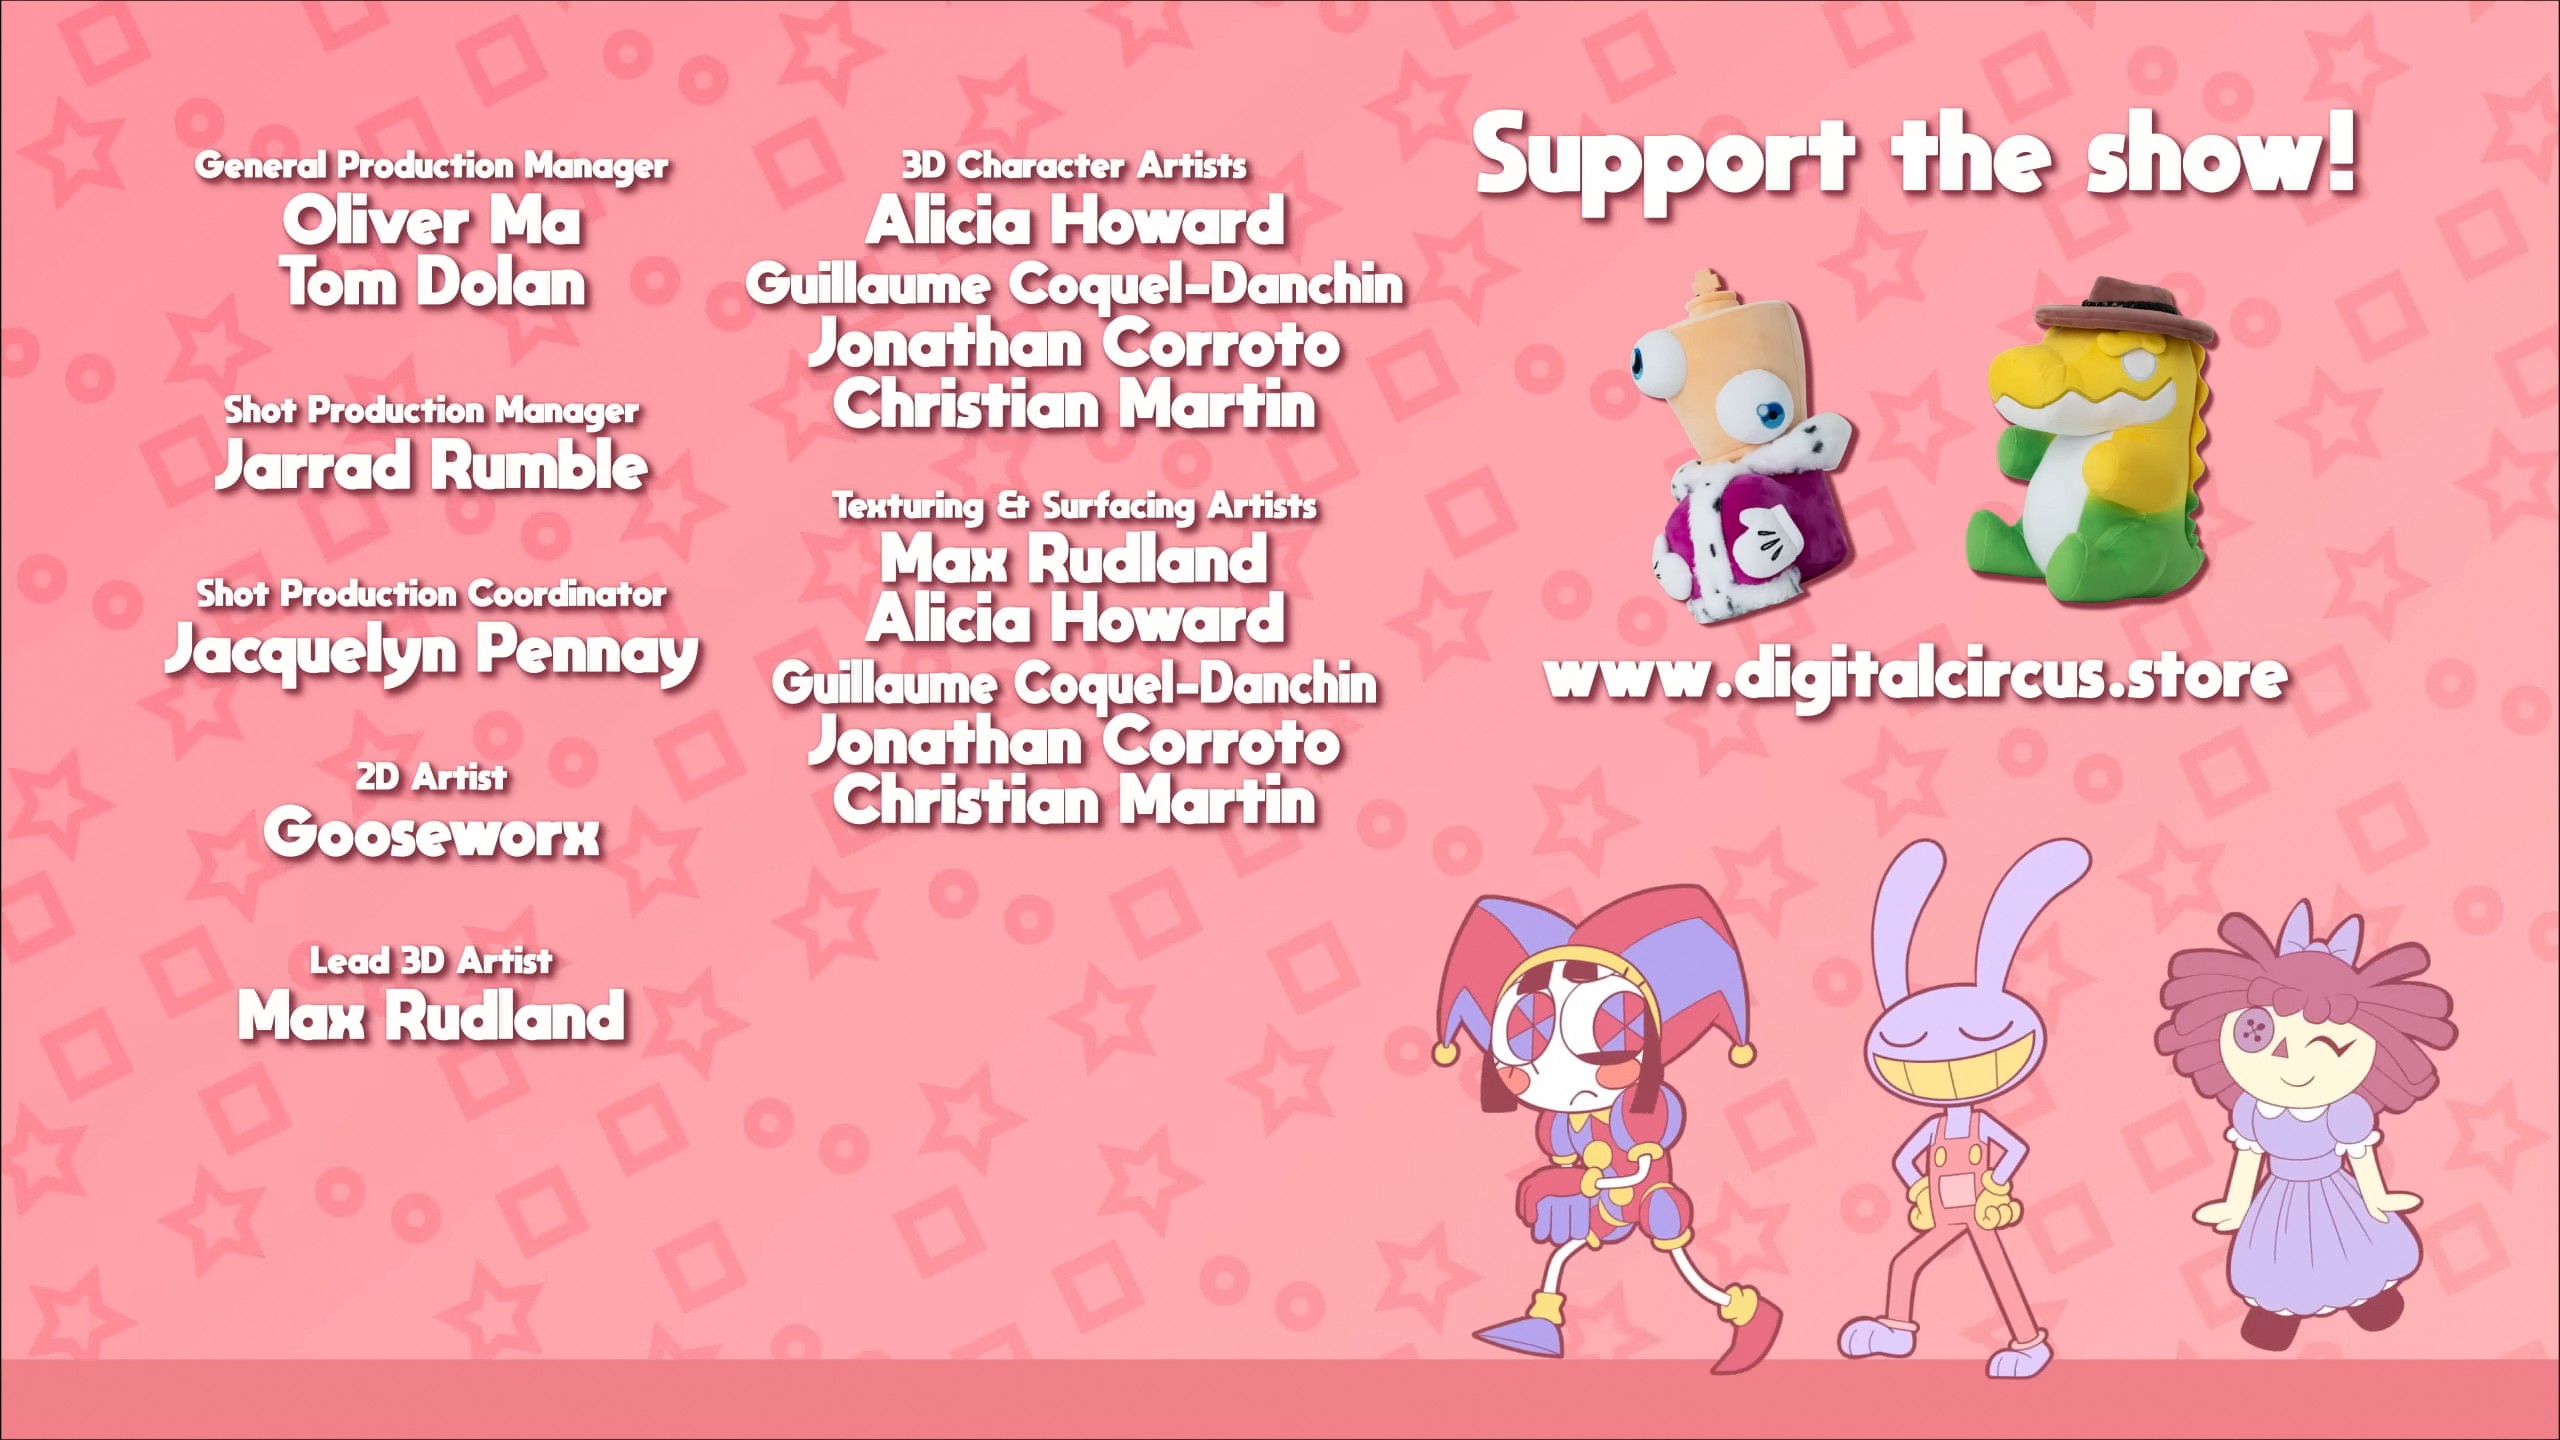 General Production Manager
Oliver Ma
Tom Dolan
Shot Production Manager
Jarrad Rumble
Shot Production Coordinator
Jacquelyn Pennay
2D Artist
Gooseworx
Lead 3D Artist
Max Rudland
3D Character Artists
Alicia Howard
Guillaume Coquel-Danchin
Jonathan Corroto
Christian Martin
Texturing & Surfacing Artists
Max Rudland
Alicia Howard
Guillaume Coquel-Danchin
Jonathan Corroto
Christian Martin
Support the show!
www.digitalcircus.store